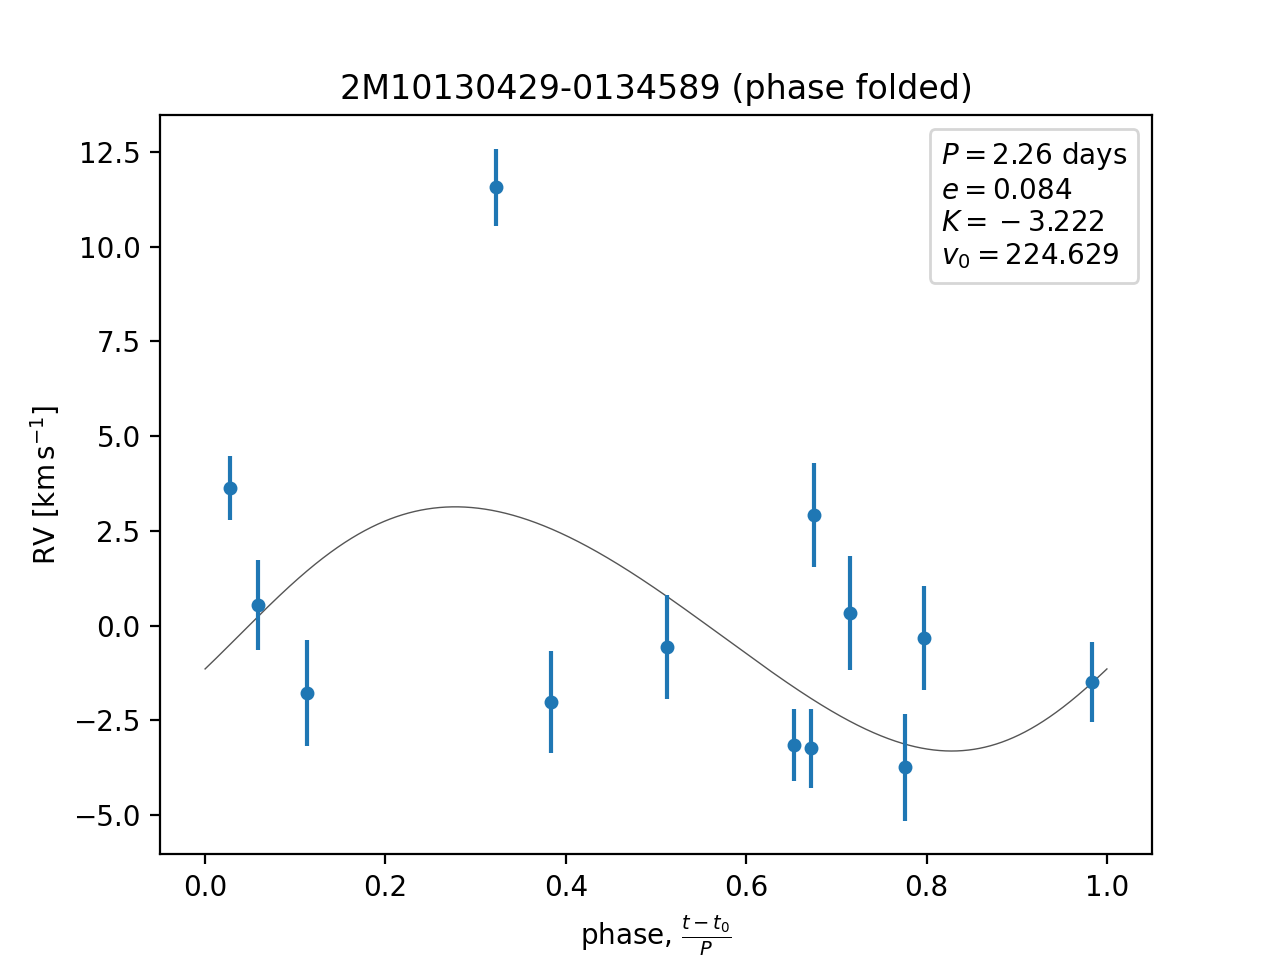 2M10130429-0134589 (phase folded)
P = 2.26 days
e = 0.084
K = −3.222
v₀ = 224.629
12.5
10.0
7.5
5.0
2.5
0.0
−2.5
−5.0
RV [km s⁻¹]
0.0 0.2 0.4 0.6 0.8 1.0
phase, (t − t₀)/P